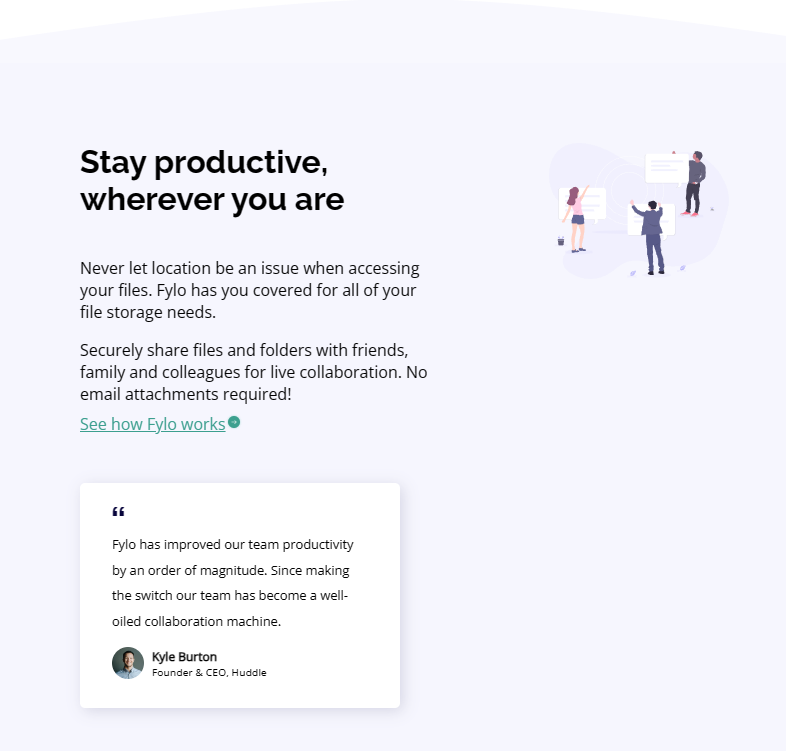 Stay productive,
wherever you are
Never let location be an issue when accessing
your files. Fylo has you covered for all of your
file storage needs.
Securely share files and folders with friends,
family and colleagues for live collaboration. No
email attachments required!
See how Fylo works
“
Fylo has improved our team productivity
by an order of magnitude. Since making
the switch our team has become a well-
oiled collaboration machine.
Kyle Burton
Founder & CEO, Huddle